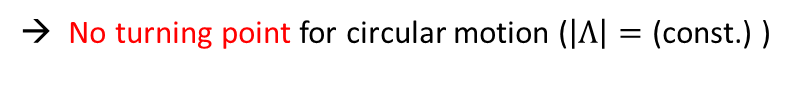 → No turning point for circular motion (|Λ| = (const.) )